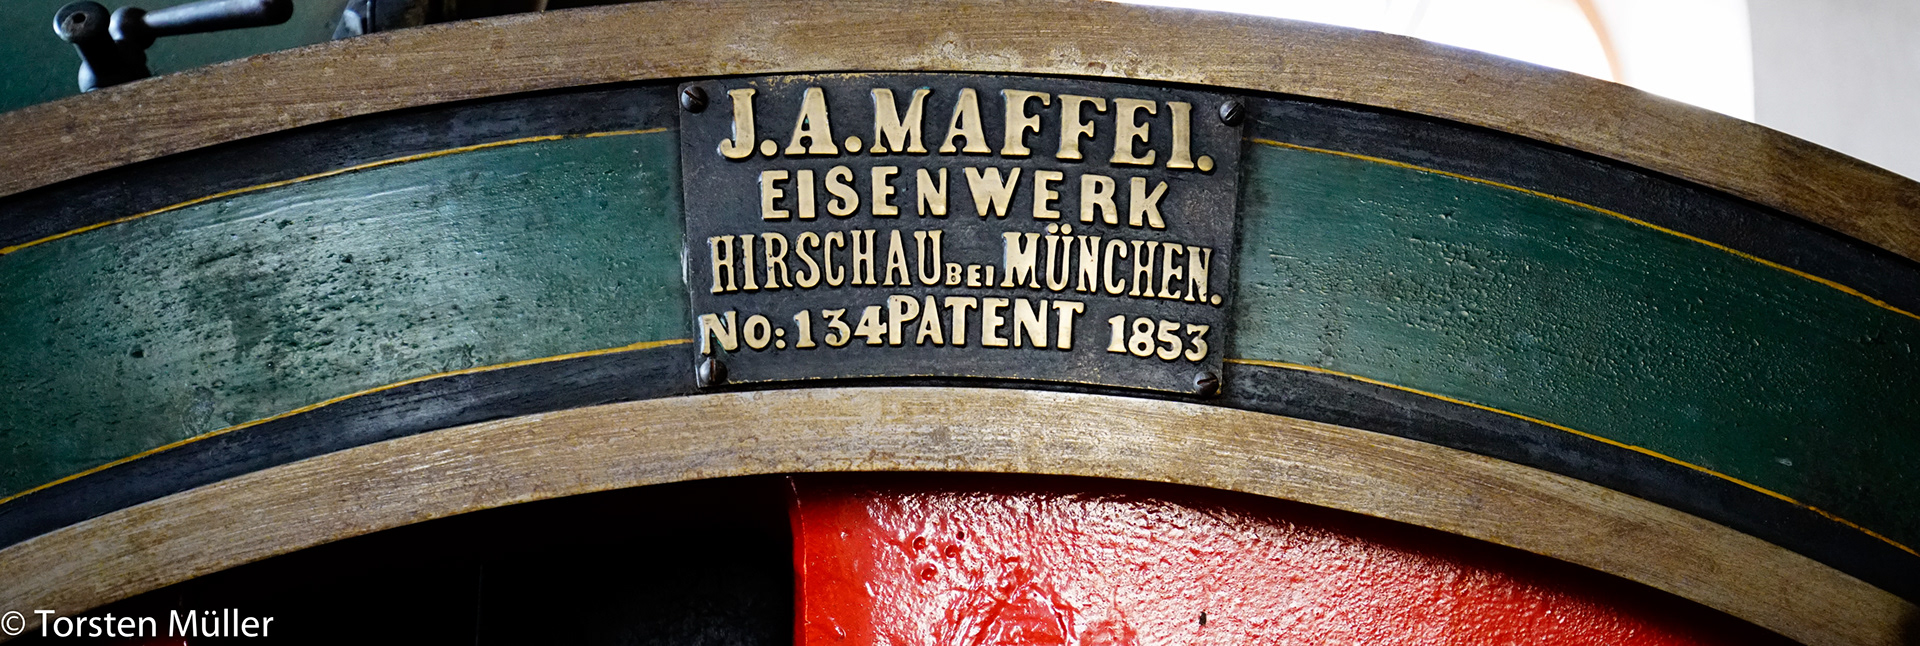 J.A.MAFFEI.
EISENWERK
HIRSCHAU BEI MÜNCHEN.
No: 134 PATENT 1853
© Torsten Müller